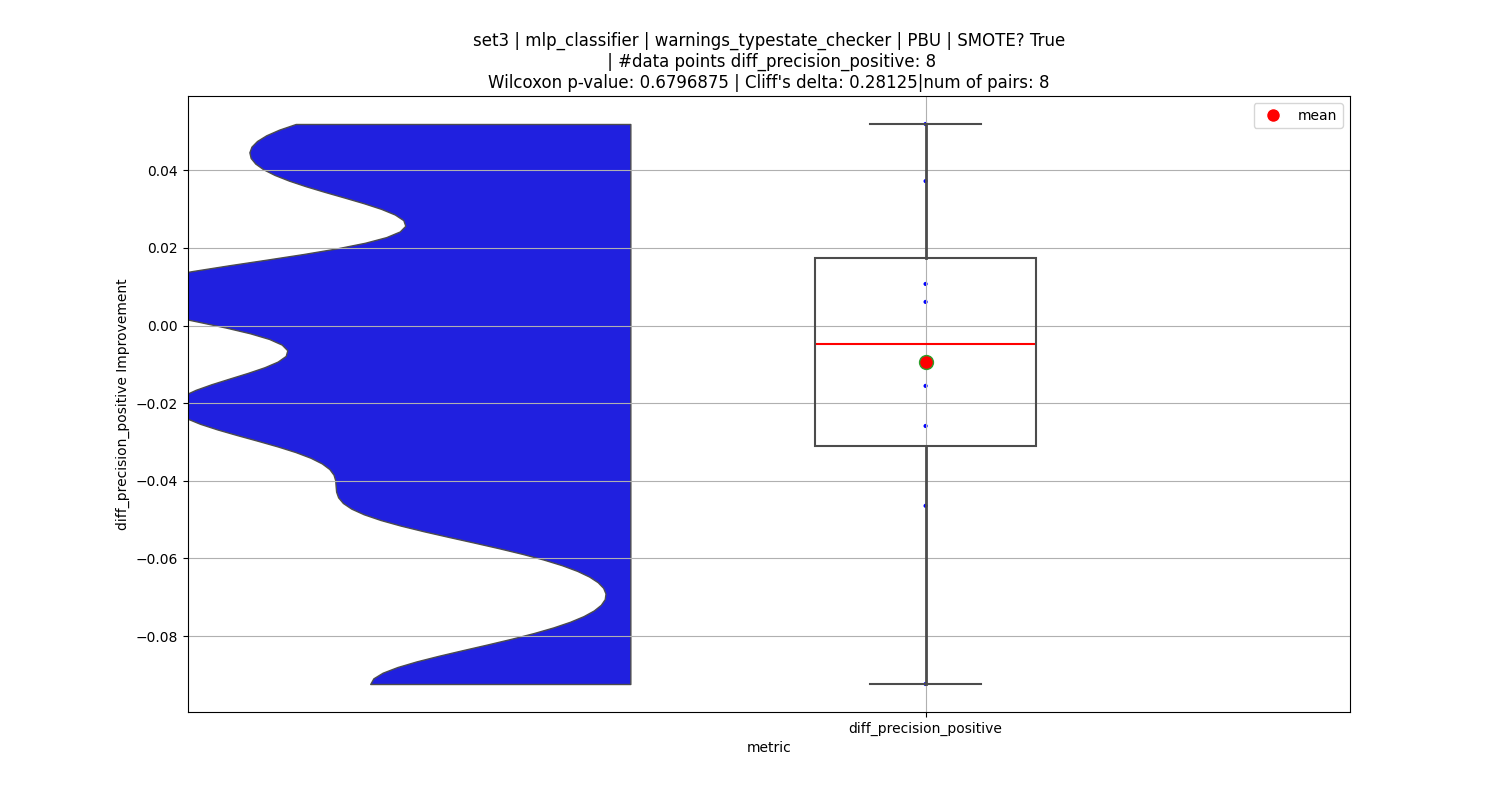 set3 | mlp_classifier | warnings_typestate_checker | PBU | SMOTE? True
| #data points diff_precision_positive: 8
Wilcoxon p-value: 0.6796875 | Cliff's delta: 0.28125|num of pairs: 8
mean
0.04
0.02
0.00
−0.02
−0.04
−0.06
−0.08
diff_precision_positive Improvement
diff_precision_positive
metric